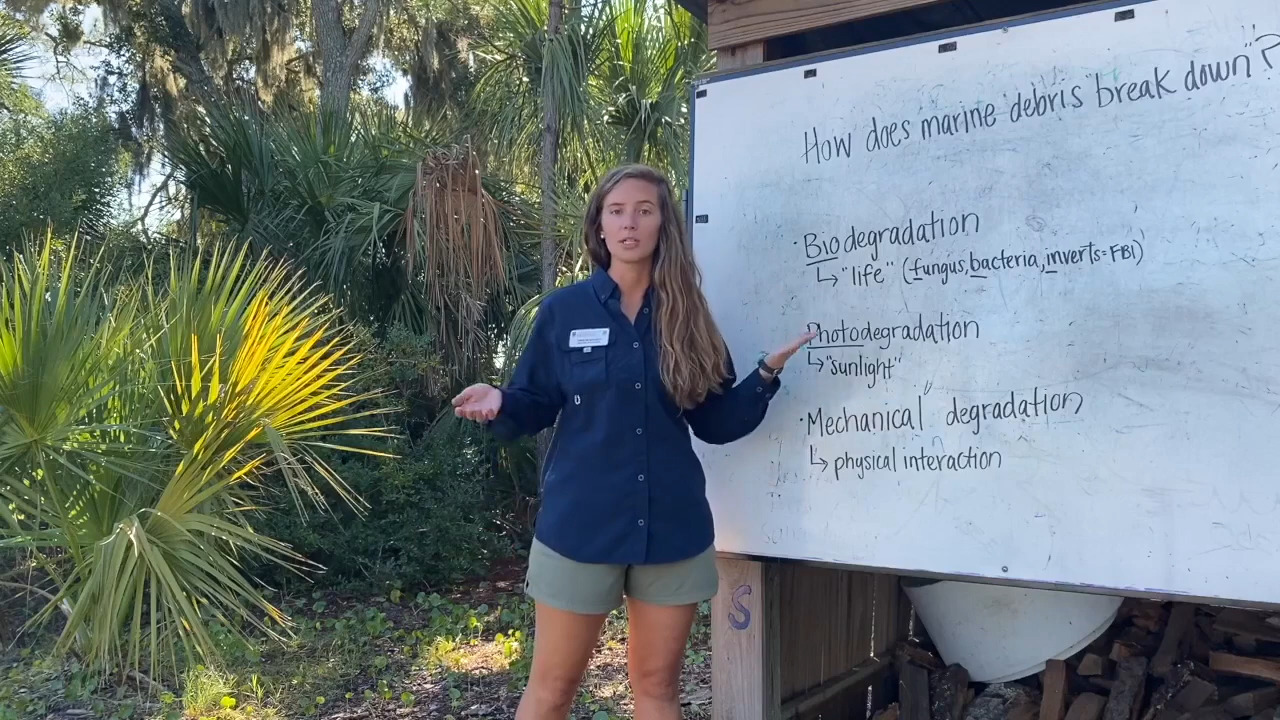 How does marine debris "break down"?
· Biodegradation
↳ "life" (fungus, bacteria, inverts = FBI)
Photodegradation
↳ "sunlight"
· Mechanical degradation
↳ physical interaction
S